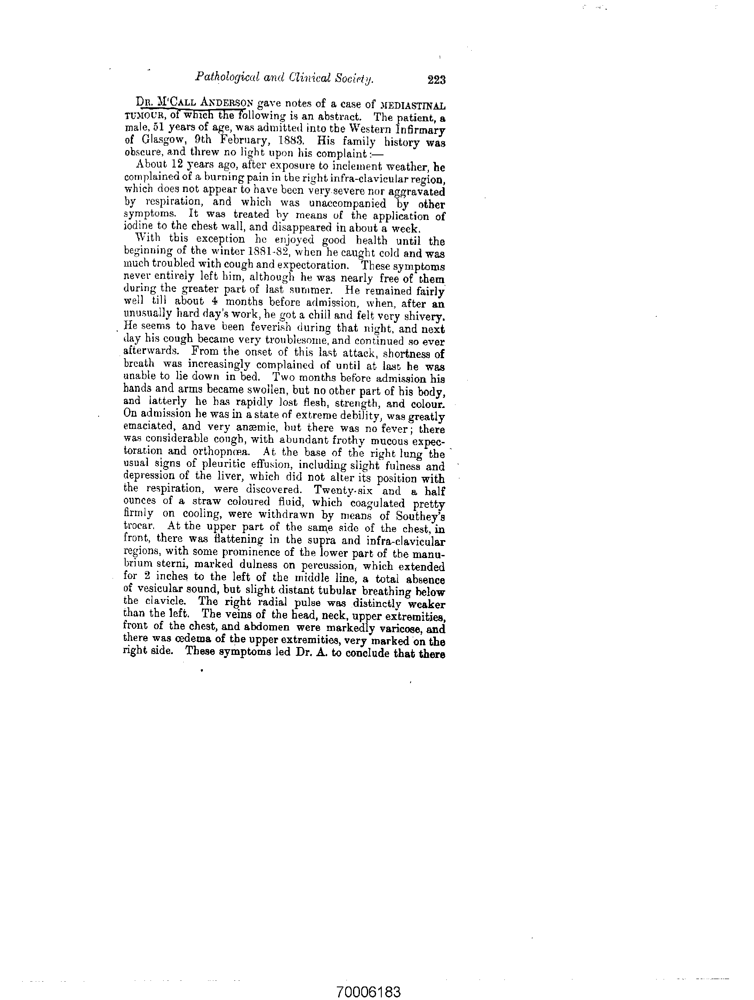 Pathological and Clinical Society. 223
DR. M'CALL ANDERSON gave notes of a case of MEDIASTINAL
TUMOUR, of which the following is an abstract. The patient, a
male, 51 years of age, was admitted into the Western Infirmary
of Glasgow, 9th February, 1883. His family history was
obscure, and threw no light upon his complaint :—
About 12 years ago, after exposure to inclement weather, he
complained of a burning pain in the right infra-clavicular region,
which does not appear to have been very severe nor aggravated
by respiration, and which was unaccompanied by other
symptoms. It was treated by means of the application of
iodine to the chest wall, and disappeared in about a week.
With this exception he enjoyed good health until the
beginning of the winter 1881-82, when he caught cold and was
much troubled with cough and expectoration. These symptoms
never entirely left him, although he was nearly free of them
during the greater part of last summer. He remained fairly
well till about 4 months before admission, when, after an
unusually hard day's work, he got a chill and felt very shivery.
He seems to have been feverish during that night, and next
day his cough became very troublesome, and continued so ever
afterwards. From the onset of this last attack, shortness of
breath was increasingly complained of until at last he was
unable to lie down in bed. Two months before admission his
hands and arms became swollen, but no other part of his body,
and latterly he has rapidly lost flesh, strength, and colour.
On admission he was in a state of extreme debility, was greatly
emaciated, and very anæmic, but there was no fever; there
was considerable cough, with abundant frothy mucous expec-
toration and orthopnœa. At the base of the right lung the
usual signs of pleuritic effusion, including slight fulness and
depression of the liver, which did not alter its position with
the respiration, were discovered. Twenty-six and a half
ounces of a straw coloured fluid, which coagulated pretty
firmly on cooling, were withdrawn by means of Southey's
trocar. At the upper part of the same side of the chest, in
front, there was flattening in the supra and infra-clavicular
regions, with some prominence of the lower part of the manu-
brium sterni, marked dulness on percussion, which extended
for 2 inches to the left of the middle line, a total absence
of vesicular sound, but slight distant tubular breathing below
the clavicle. The right radial pulse was distinctly weaker
than the left. The veins of the head, neck, upper extremities,
front of the chest, and abdomen were markedly varicose, and
there was œdema of the upper extremities, very marked on the
right side. These symptoms led Dr. A. to conclude that there
70006183